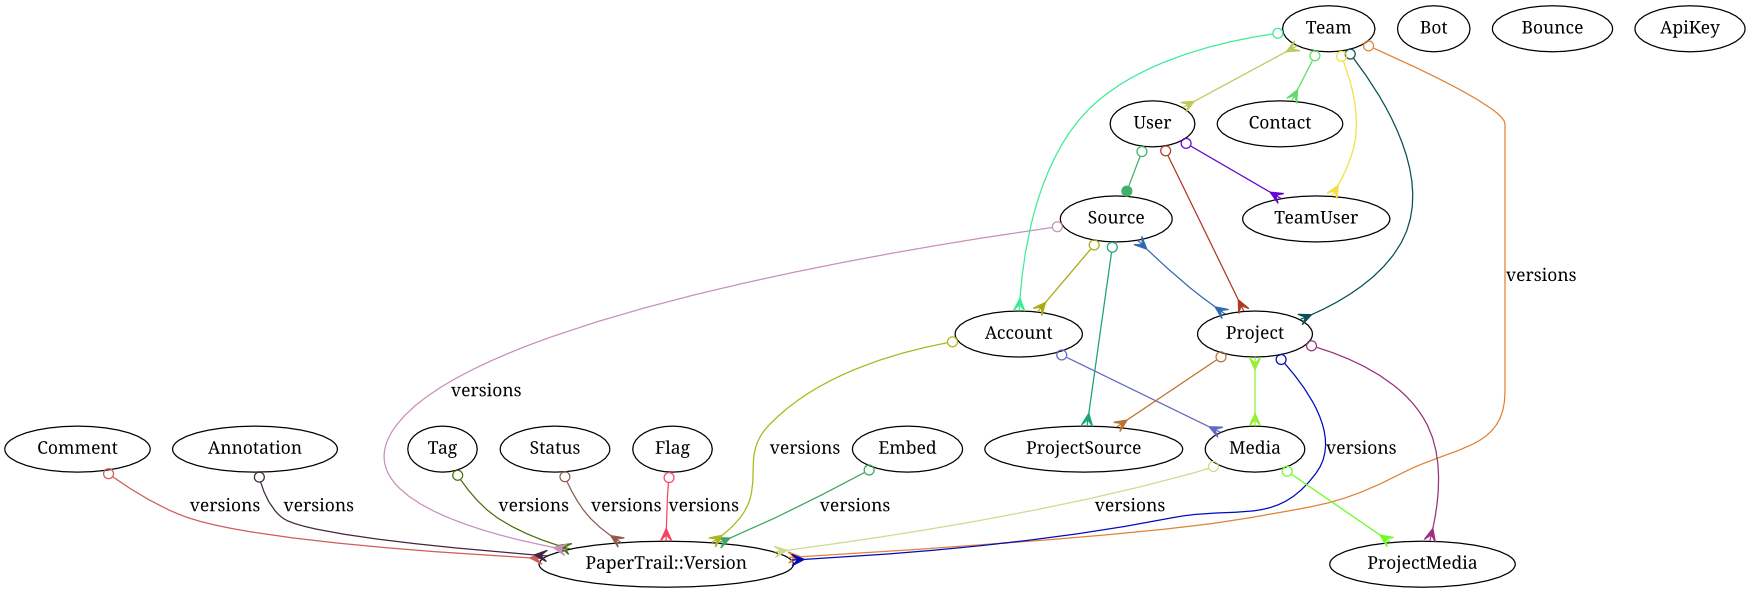 Team
Bot
Bounce
ApiKey
User
Contact
Source
TeamUser
versions
Account
Project
versions
Comment
Annotation
Tag
Status
Flag
versions
Embed
ProjectSource
Media
versions
versions
versions
versions
versions
versions
versions
versions
PaperTrail::Version
ProjectMedia